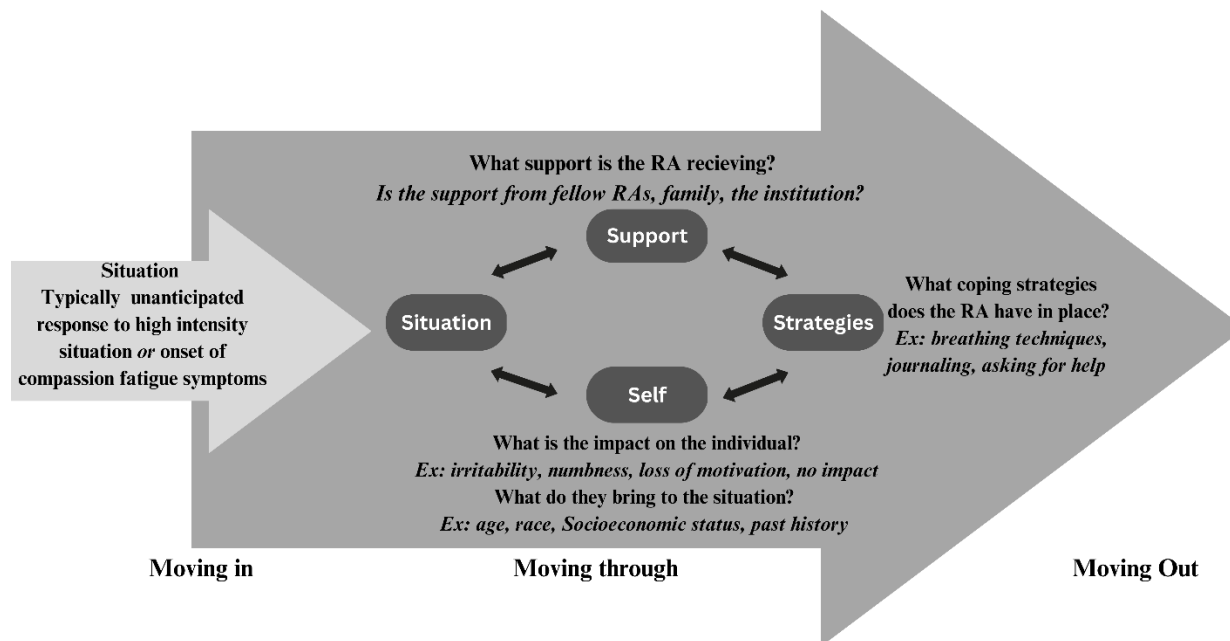 What support is the RA recieving?
Is the support from fellow RAs, family, the institution?
Support
Situation
Typically unanticipated
response to high intensity
situation or onset of
compassion fatigue symptoms
Situation
Strategies
What coping strategies
does the RA have in place?
Ex: breathing techniques,
journaling, asking for help
Self
What is the impact on the individual?
Ex: irritability, numbness, loss of motivation, no impact
What do they bring to the situation?
Ex: age, race, Socioeconomic status, past history
Moving in
Moving through
Moving Out